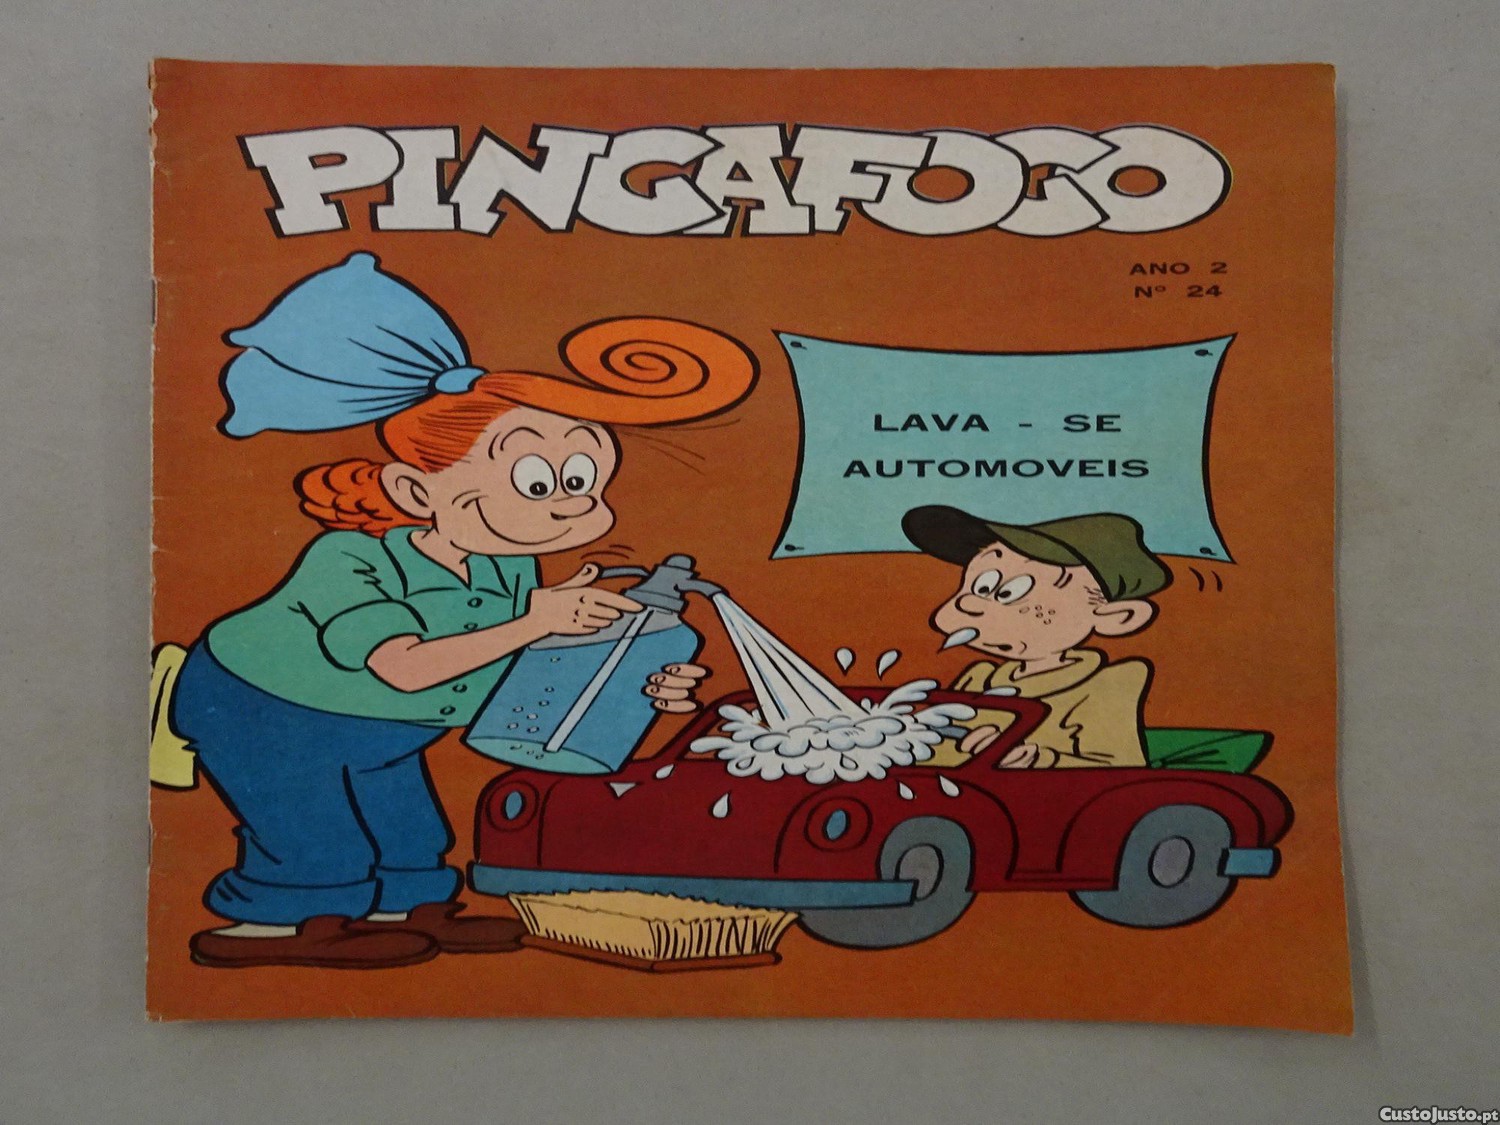 PINGAFOGO
ANO 2
Nº 24
LAVA - SE
AUTOMOVEIS
CustoJusto.pt